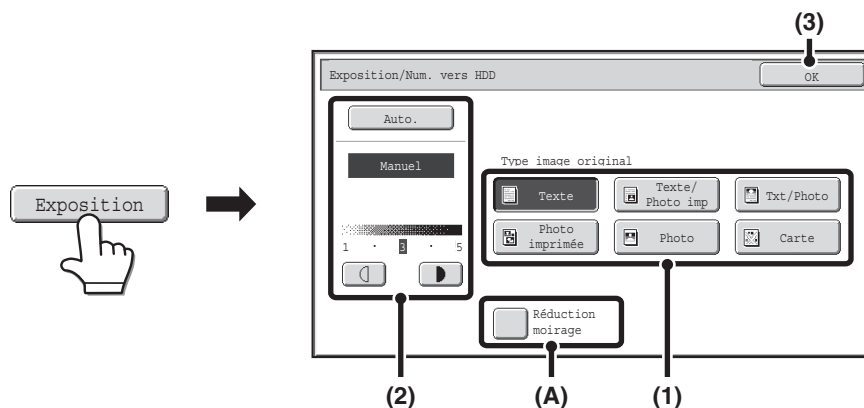 (3)
Exposition/Num. vers HDD
OK
Auto.
Manuel
1 · 3 · 5
Exposition
Type image original
Texte
Texte/
Photo imp
Txt/Photo
Photo
imprimée
Photo
Carte
Réduction
moirage
(2)
(A)
(1)